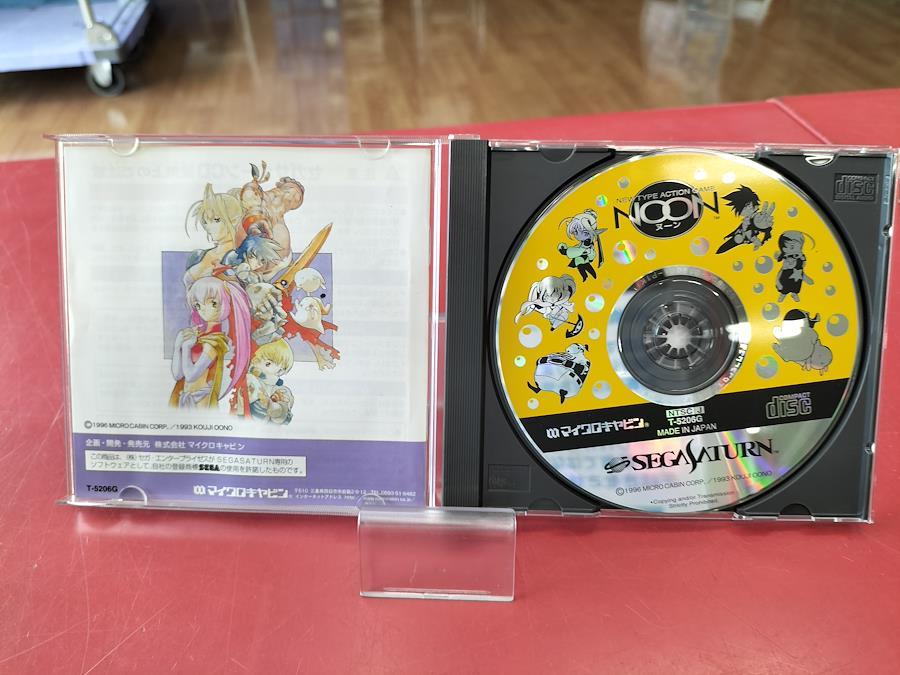 ©1996 MICRO CABIN CORP. / 1993 KOUJI OONO
企画・開発・発売元 株式会社 マイクロキャビン
この商品は、(株)セガ・エンタープライゼスが SEGASATURN専用の
ソフトウェアとして、自社の登録商標SEGAの使用を許諾したものです。
T-5206G
マイクロキャビン®
NEW TYPE ACTION GAME
NOON™
ヌーン
COMPACT
disc
DIGITAL AUDIO
マイクロキャビン®
NTSC J
T-5206G
MADE IN JAPAN
COMPACT
disc
SEGASATURN™
©1996 MICRO CABIN CORP. / 1993 KOUJI OONO
•Copying and/or Transmission
Strictly Prohibited.